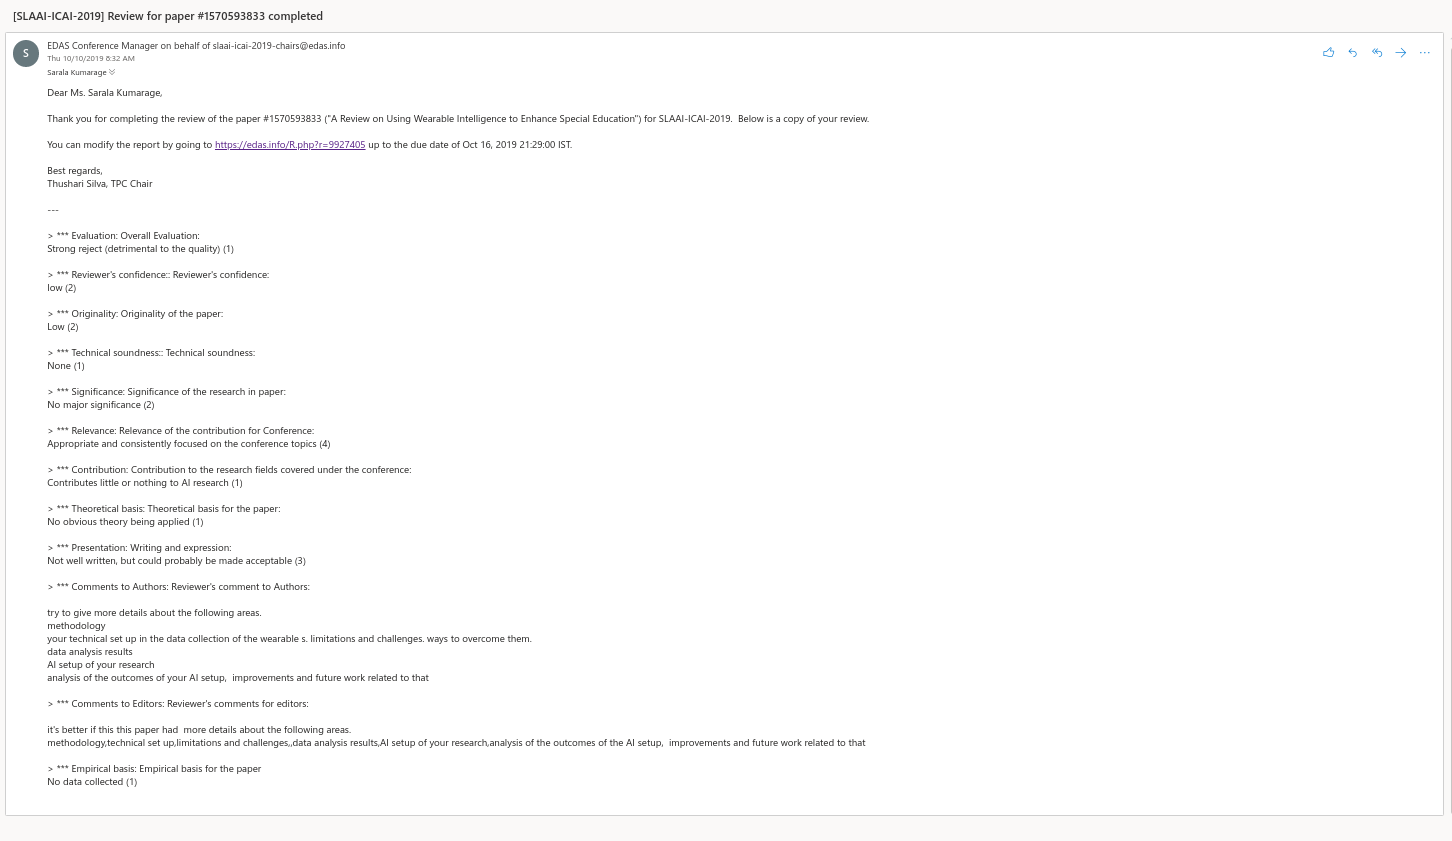 [SLAAI-ICAI-2019] Review for paper #1570593833 completed
S
EDAS Conference Manager on behalf of slaai-icai-2019-chairs@edas.info
Thu 10/10/2019 8:32 AM
Sarala Kumarage
Dear Ms. Sarala Kumarage,
Thank you for completing the review of the paper #1570593833 ("A Review on Using Wearable Intelligence to Enhance Special Education") for SLAAI-ICAI-2019.  Below is a copy of your review.
You can modify the report by going to https://edas.info/R.php?r=9927405 up to the due date of Oct 16, 2019 21:29:00 IST.
Best regards,
Thushari Silva, TPC Chair
---
> *** Evaluation: Overall Evaluation:
Strong reject (detrimental to the quality) (1)
> *** Reviewer's confidence:: Reviewer's confidence:
low (2)
> *** Originality: Originality of the paper:
Low (2)
> *** Technical soundness:: Technical soundness:
None (1)
> *** Significance: Significance of the research in paper:
No major significance (2)
> *** Relevance: Relevance of the contribution for Conference:
Appropriate and consistently focused on the conference topics (4)
> *** Contribution: Contribution to the research fields covered under the conference:
Contributes little or nothing to AI research (1)
> *** Theoretical basis: Theoretical basis for the paper:
No obvious theory being applied (1)
> *** Presentation: Writing and expression:
Not well written, but could probably be made acceptable (3)
> *** Comments to Authors: Reviewer's comment to Authors:
try to give more details about the following areas.
methodology
your technical set up in the data collection of the wearable s. limitations and challenges. ways to overcome them.
data analysis results
AI setup of your research
analysis of the outcomes of your AI setup,  improvements and future work related to that
> *** Comments to Editors: Reviewer's comments for editors:
it's better if this this paper had  more details about the following areas.
methodology,technical set up,limitations and challenges,,data analysis results,AI setup of your research,analysis of the outcomes of the AI setup,  improvements and future work related to that
> *** Empirical basis: Empirical basis for the paper
No data collected (1)